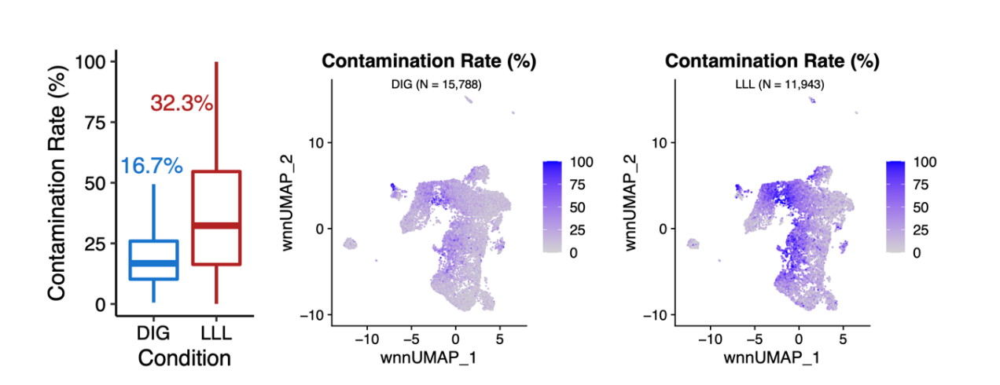 Contamination Rate (%)
100
75
50
25
0
32.3%
16.7%
DIG
LLL
Condition
Contamination Rate (%)
DIG (N = 15,788)
wnnUMAP_2
10
0
−10
−10
−5
0
5
wnnUMAP_1
100
75
50
25
0
Contamination Rate (%)
LLL (N = 11,943)
wnnUMAP_2
10
0
−10
−10
−5
0
5
wnnUMAP_1
100
75
50
25
0